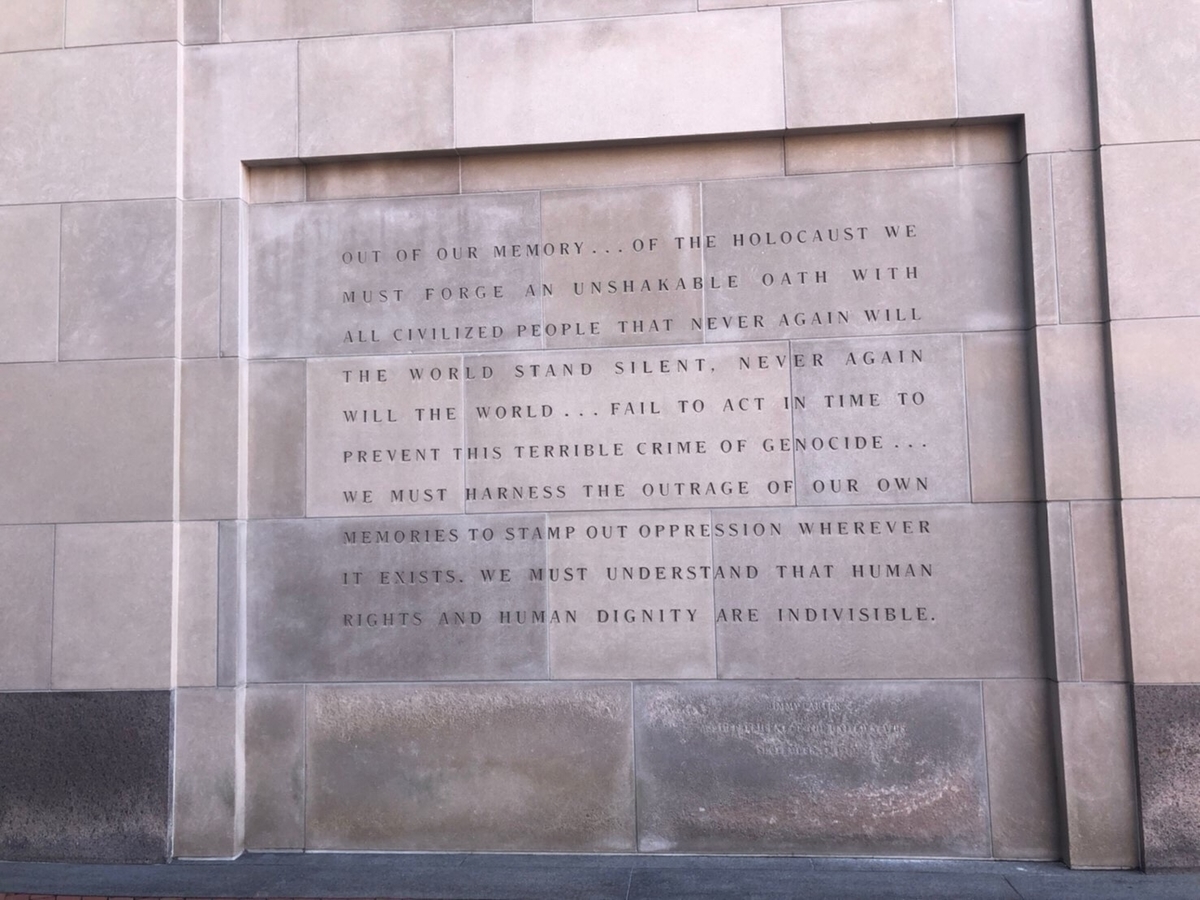 OUT OF OUR MEMORY...OF THE HOLOCAUST WE
MUST FORGE AN UNSHAKABLE OATH WITH
ALL CIVILIZED PEOPLE THAT NEVER AGAIN WILL
THE WORLD STAND SILENT, NEVER AGAIN
WILL THE WORLD...FAIL TO ACT IN TIME TO
PREVENT THIS TERRIBLE CRIME OF GENOCIDE...
WE MUST HARNESS THE OUTRAGE OF OUR OWN
MEMORIES TO STAMP OUT OPPRESSION WHEREVER
IT EXISTS. WE MUST UNDERSTAND THAT HUMAN
RIGHTS AND HUMAN DIGNITY ARE INDIVISIBLE.
JIMMY CARTER